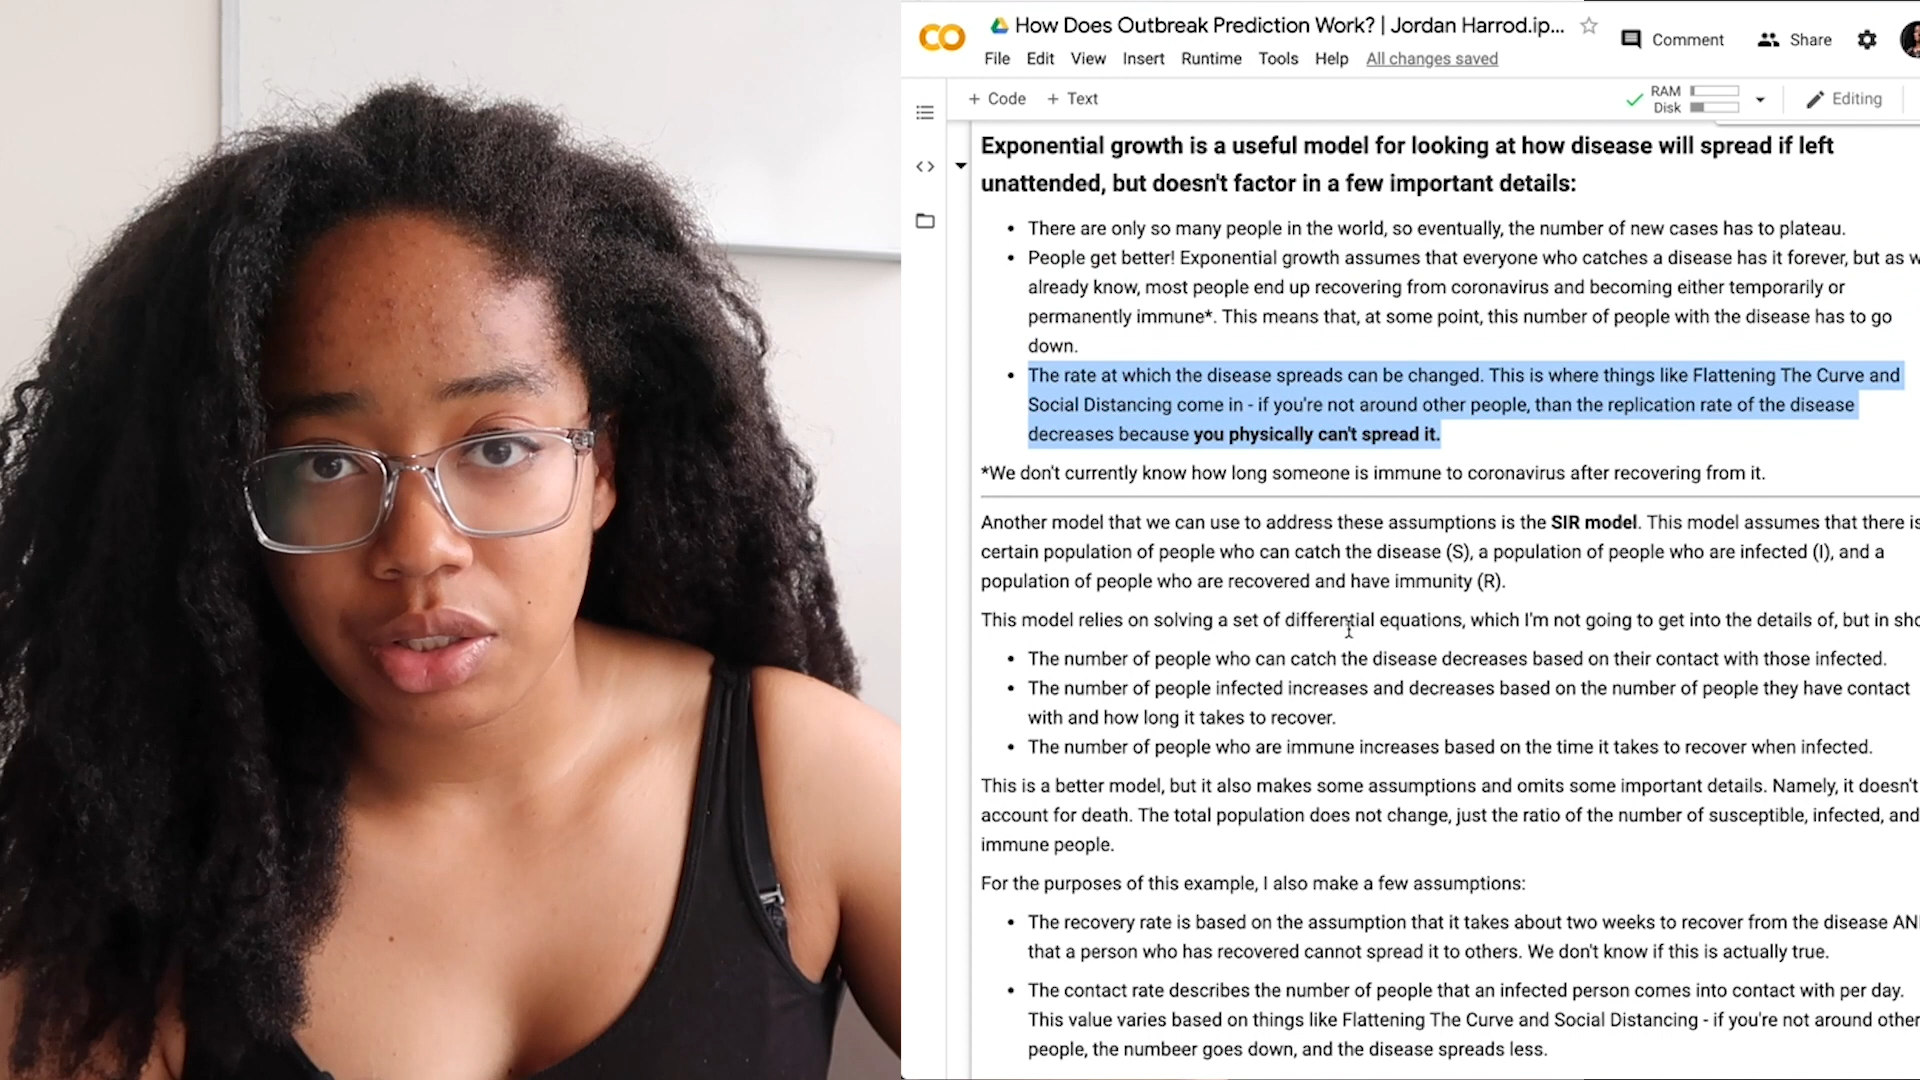 How Does Outbreak Prediction Work? | Jordan Harrod.ip...
Comment
Share
File Edit View Insert Runtime Tools Help All changes saved
+ Code + Text
RAM
Disk
Editing
Exponential growth is a useful model for looking at how disease will spread if left
unattended, but doesn't factor in a few important details:
• There are only so many people in the world, so eventually, the number of new cases has to plateau.
• People get better! Exponential growth assumes that everyone who catches a disease has it forever, but as w
already know, most people end up recovering from coronavirus and becoming either temporarily or
permanently immune*. This means that, at some point, this number of people with the disease has to go
down.
• The rate at which the disease spreads can be changed. This is where things like Flattening The Curve and
Social Distancing come in - if you're not around other people, than the replication rate of the disease
decreases because you physically can't spread it.
*We don't currently know how long someone is immune to coronavirus after recovering from it.
Another model that we can use to address these assumptions is the SIR model. This model assumes that there is
certain population of people who can catch the disease (S), a population of people who are infected (I), and a
population of people who are recovered and have immunity (R).
This model relies on solving a set of differential equations, which I'm not going to get into the details of, but in sho
• The number of people who can catch the disease decreases based on their contact with those infected.
• The number of people infected increases and decreases based on the number of people they have contact
with and how long it takes to recover.
• The number of people who are immune increases based on the time it takes to recover when infected.
This is a better model, but it also makes some assumptions and omits some important details. Namely, it doesn't
account for death. The total population does not change, just the ratio of the number of susceptible, infected, and
immune people.
For the purposes of this example, I also make a few assumptions:
• The recovery rate is based on the assumption that it takes about two weeks to recover from the disease AN
that a person who has recovered cannot spread it to others. We don't know if this is actually true.
• The contact rate describes the number of people that an infected person comes into contact with per day.
This value varies based on things like Flattening The Curve and Social Distancing - if you're not around other
people, the numbeer goes down, and the disease spreads less.